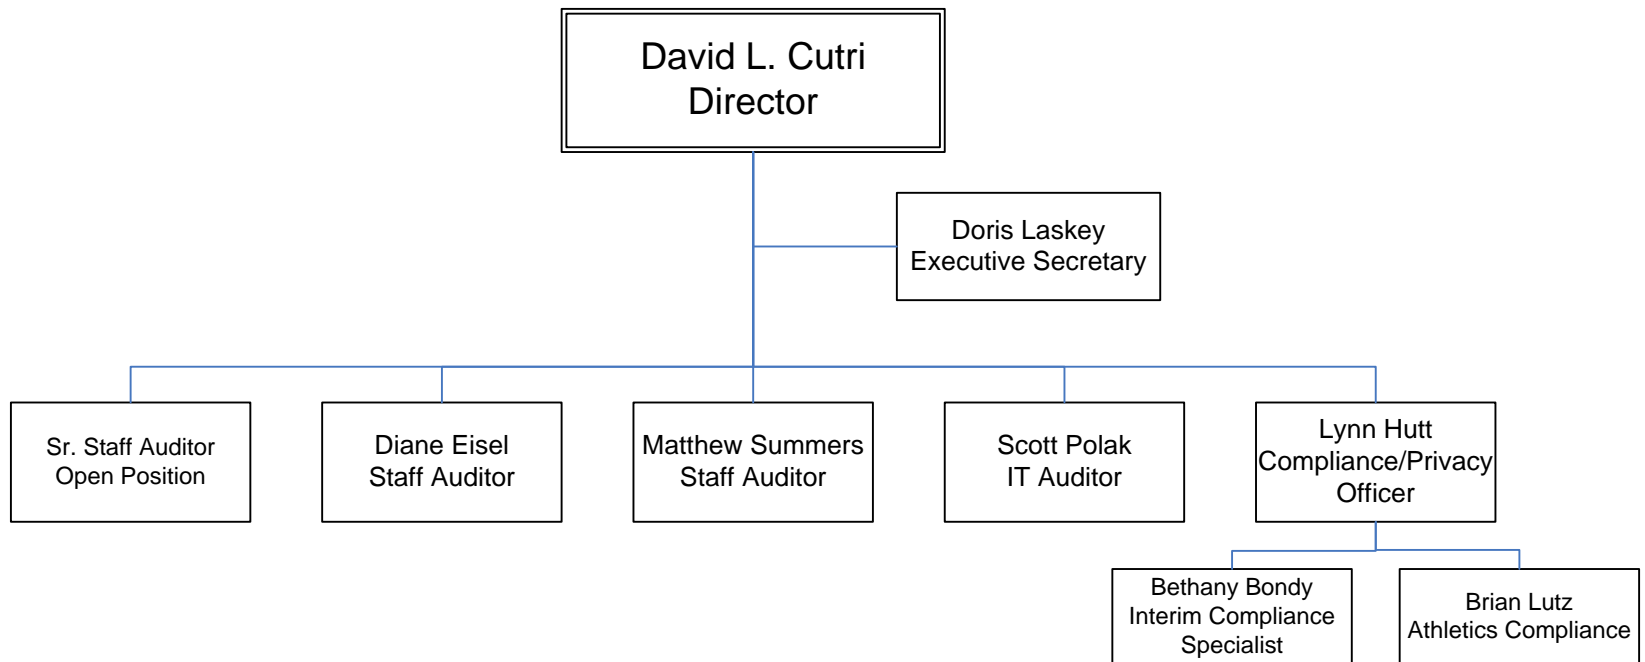 David L. Cutri
Director
Doris Laskey
Executive Secretary
Sr. Staff Auditor
Open Position
Diane Eisel
Staff Auditor
Matthew Summers
Staff Auditor
Scott Polak
IT Auditor
Lynn Hutt
Compliance/Privacy
Officer
Bethany Bondy
Interim Compliance
Specialist
Brian Lutz
Athletics Compliance